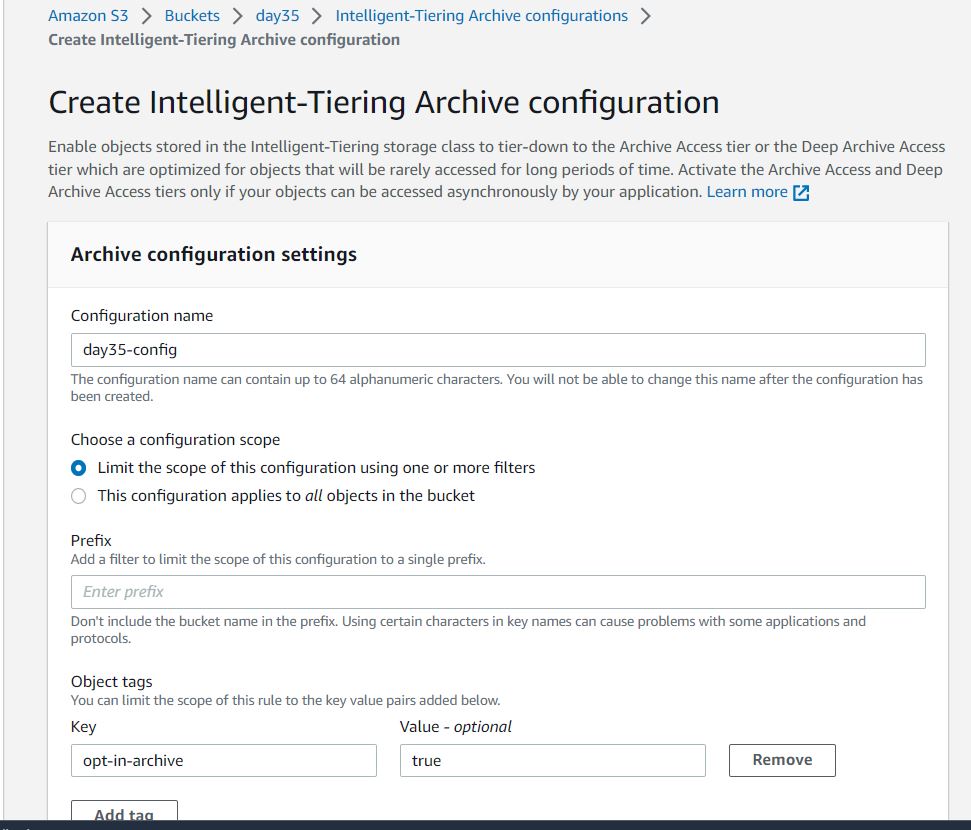 Amazon S3 > Buckets > day35 > Intelligent-Tiering Archive configurations >
Create Intelligent-Tiering Archive configuration
Create Intelligent-Tiering Archive configuration
Enable objects stored in the Intelligent-Tiering storage class to tier-down to the Archive Access tier or the Deep Archive Access
tier which are optimized for objects that will be rarely accessed for long periods of time. Activate the Archive Access and Deep
Archive Access tiers only if your objects can be accessed asynchronously by your application. Learn more
Archive configuration settings
Configuration name
day35-config
The configuration name can contain up to 64 alphanumeric characters. You will not be able to change this name after the configuration has
been created.
Choose a configuration scope
Limit the scope of this configuration using one or more filters
This configuration applies to all objects in the bucket
Prefix
Add a filter to limit the scope of this configuration to a single prefix.
Enter prefix
Don't include the bucket name in the prefix. Using certain characters in key names can cause problems with some applications and
protocols.
Object tags
You can limit the scope of this rule to the key value pairs added below.
Key Value - optional
opt-in-archive true Remove
Add tag